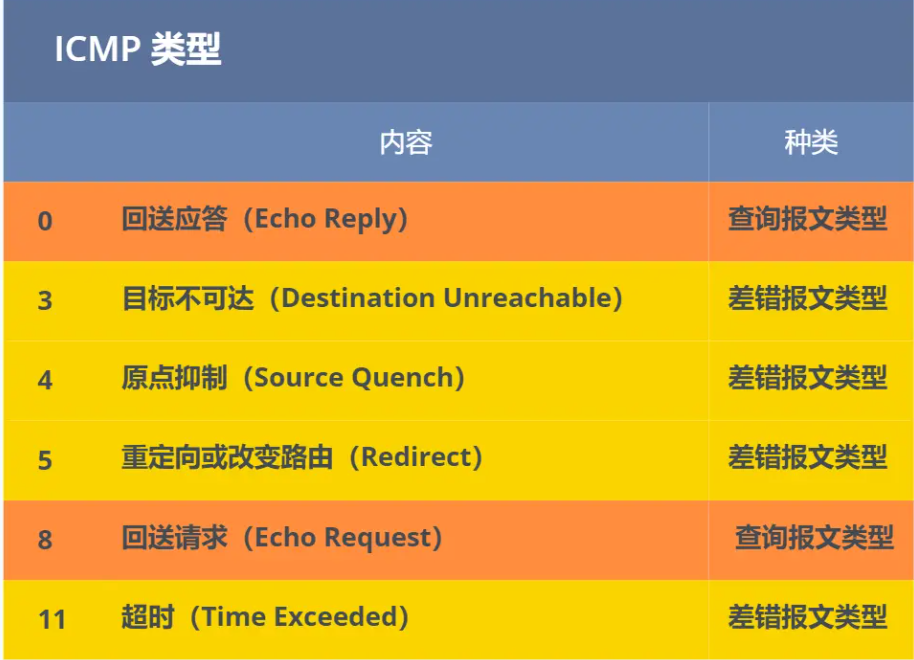 ICMP 类型
内容 种类
0 回送应答（Echo Reply） 查询报文类型
3 目标不可达（Destination Unreachable） 差错报文类型
4 原点抑制（Source Quench） 差错报文类型
5 重定向或改变路由（Redirect） 差错报文类型
8 回送请求（Echo Request） 查询报文类型
11 超时（Time Exceeded） 差错报文类型